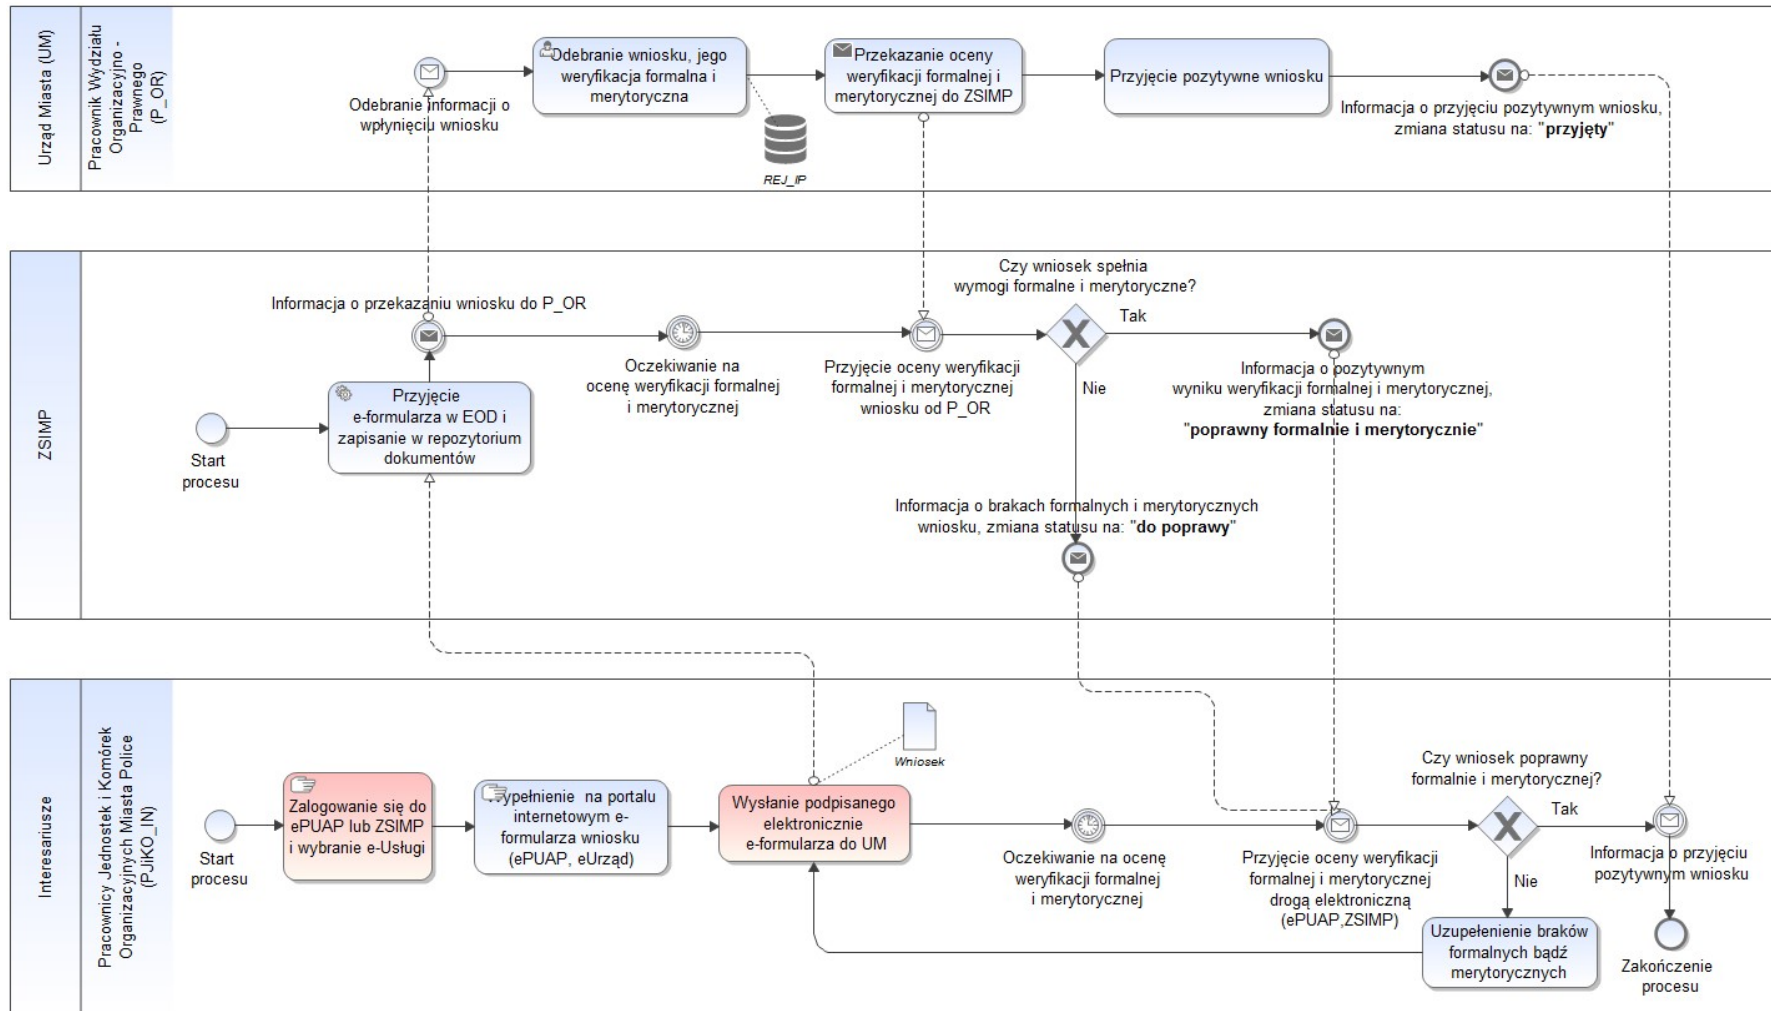 Urząd Miasta (UM)
Pracownik Wydziału
Organizacyjno -
Prawnego
(P_OR)
Odebranie informacji o
wpłynięciu wniosku
Odebranie wniosku, jego
weryfikacja formalna i
merytoryczna
REJ_IP
Przekazanie oceny
weryfikacji formalnej i
merytorycznej do ZSIMP
Przyjęcie pozytywne wniosku
Informacja o przyjęciu pozytywnym wniosku,
zmiana statusu na: "przyjęty"
ZSIMP
Start
procesu
Przyjęcie
e-formularza w EOD i
zapisanie w repozytorium
dokumentów
Informacja o przekazaniu wniosku do P_OR
Oczekiwanie na
ocenę weryfikacji formalnej
i merytorycznej
Przyjęcie oceny weryfikacji
formalnej i merytorycznej
wniosku od P_OR
Czy wniosek spełnia
wymogi formalne i merytoryczne?
Tak
Nie
Informacja o pozytywnym
wyniku weryfikacji formalnej i merytorycznej,
zmiana statusu na:
"poprawny formalnie i merytorycznie"
Informacja o brakach formalnych i merytorycznych
wniosku, zmiana statusu na: "do poprawy"
Interesariusze
Pracownicy Jednostek i Komórek
Organizacyjnych Miasta Police
(PJiKO_IN)
Start
procesu
Zalogowanie się do
ePUAP lub ZSIMP
i wybranie e-Usługi
Wypełnienie na portalu
internetowym e-
formularza wniosku
(ePUAP, eUrząd)
Wysłanie podpisanego
elektronicznie
e-formularza do UM
Wniosek
Oczekiwanie na ocenę
weryfikacji formalnej
i merytorycznej
Przyjęcie oceny weryfikacji
formalnej i merytorycznej
drogą elektroniczną
(ePUAP,ZSIMP)
Czy wniosek poprawny
formalnie i merytorycznej?
Tak
Nie
Uzupełenienie braków
formalnych bądź
merytorycznych
Informacja o przyjęciu
pozytywnym wniosku
Zakończenie
procesu